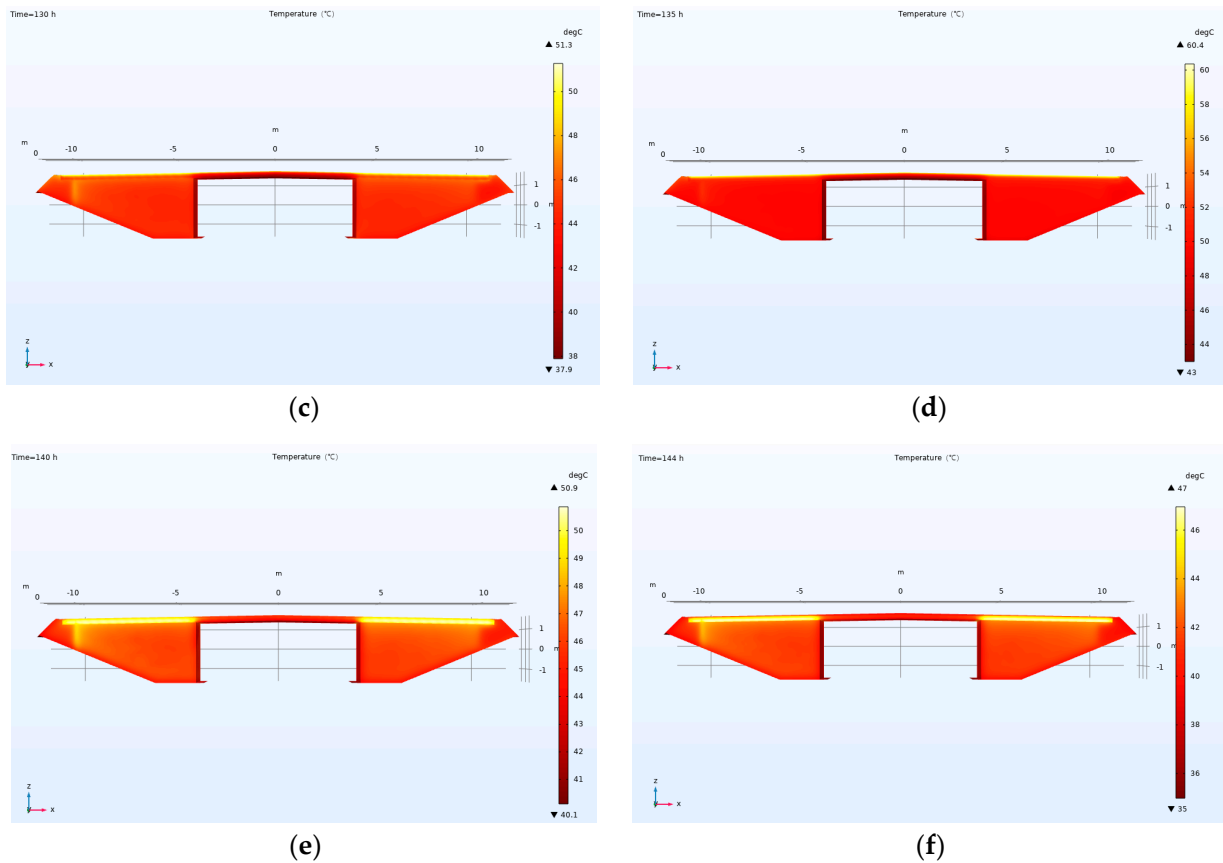 Time=130 h Temperature (°C)
degC
▲ 51.3
50
48
46
44
42
40
38
▼ 37.9
m
m
0 -10 -5 0 5 10
1
0 m
-1
z
y x
(c)
Time=135 h Temperature (°C)
degC
▲ 60.4
60
58
56
54
52
50
48
46
44
▼ 43
m
m
0 -10 -5 0 5 10
1
0 m
-1
z
y x
(d)
Time=140 h Temperature (°C)
degC
▲ 50.9
50
49
48
47
46
45
44
43
42
41
▼ 40.1
m
m
0 -10 -5 0 5 10
1
0 m
-1
z
y x
(e)
Time=144 h Temperature (°C)
degC
▲ 47
46
44
42
40
38
36
▼ 35
m
m
0 -10 -5 0 5 10
1
0 m
-1
z
y x
(f)